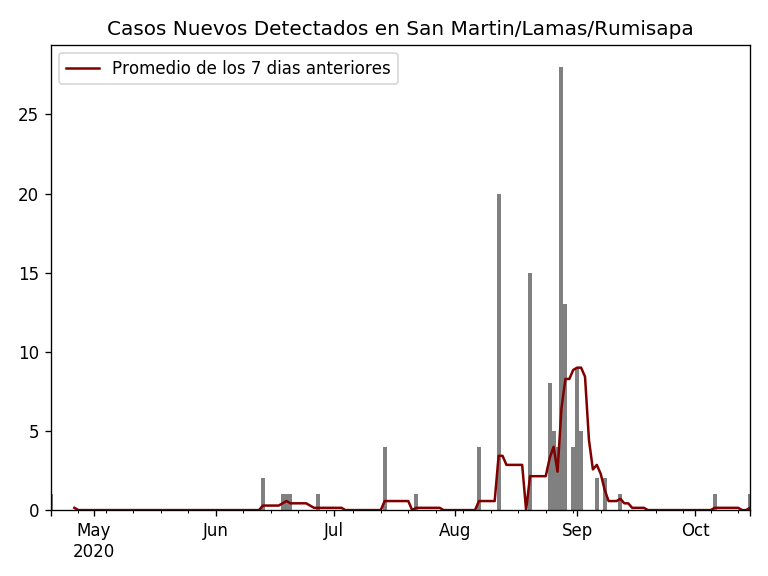 Casos Nuevos Detectados en San Martin/Lamas/Rumisapa
Promedio de los 7 dias anteriores
25
20
15
10
5
0
May Jun Jul Aug Sep Oct
2020